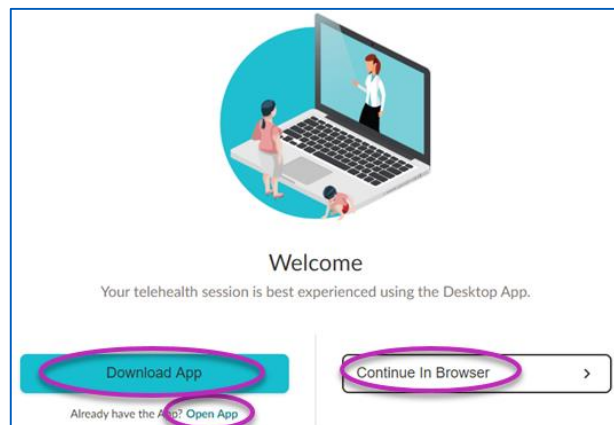 Welcome
Your telehealth session is best experienced using the Desktop App.
Download App
Already have the App? Open App
Continue In Browser